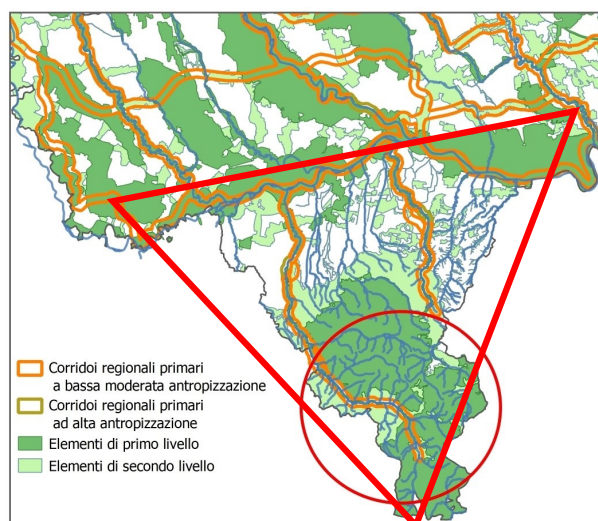 Corridoi regionali primari
a bassa moderata antropizzazione
Corridoi regionali primari
ad alta antropizzazione
Elementi di primo livello
Elementi di secondo livello